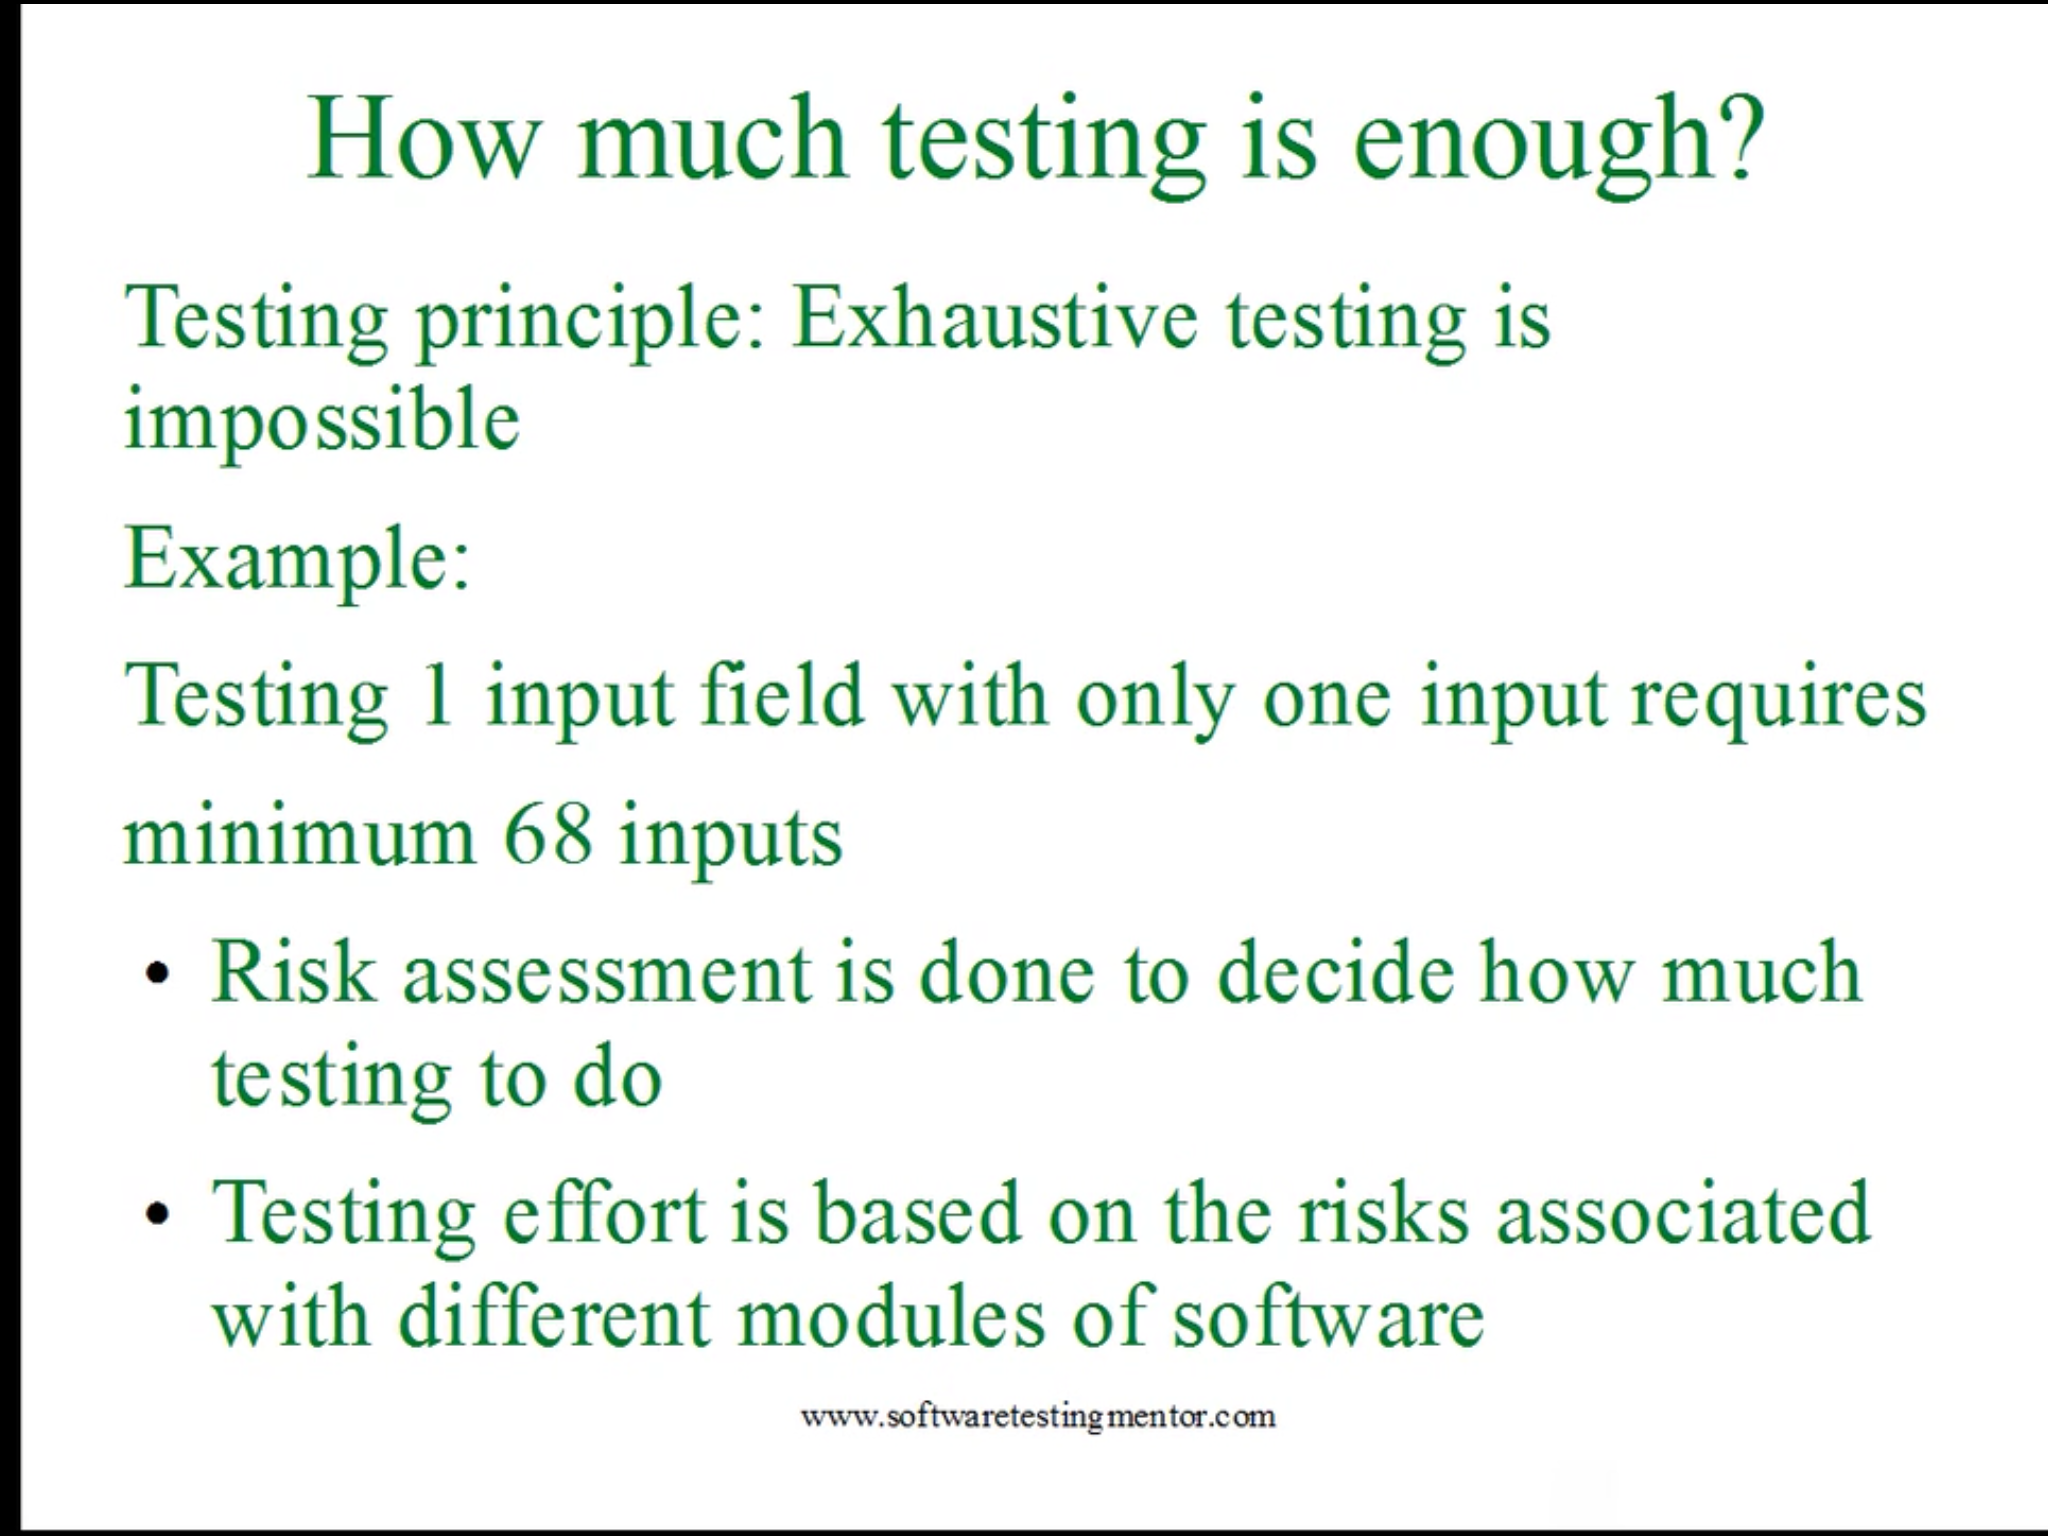 How much testing is enough?
Testing principle: Exhaustive testing is
impossible
Example:
Testing 1 input field with only one input requires
minimum 68 inputs
• Risk assessment is done to decide how much
testing to do
• Testing effort is based on the risks associated
with different modules of software
www.softwaretestingmentor.com